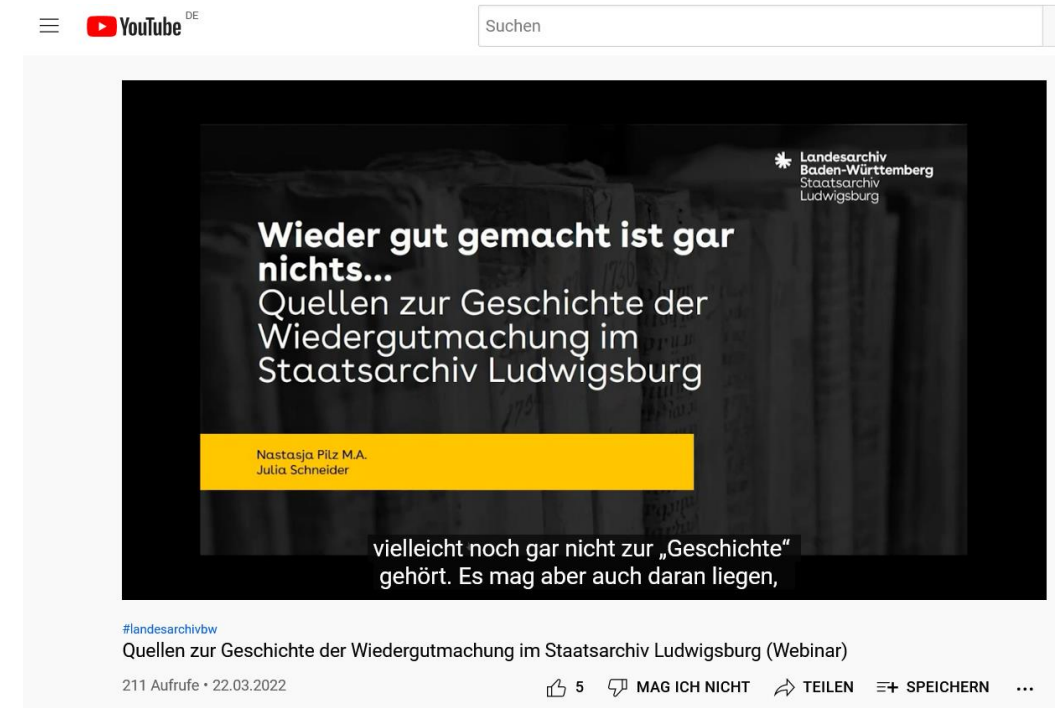 YouTube DE
Suchen
Landesarchiv
Baden-Württemberg
Staatsarchiv
Ludwigsburg
Wieder gut gemacht ist gar
nichts...
Quellen zur Geschichte der
Wiedergutmachung im
Staatsarchiv Ludwigsburg
Nastasja Pilz M.A.
Julia Schneider
vielleicht noch gar nicht zur „Geschichte“
gehört. Es mag aber auch daran liegen,
#landesarchivbw
Quellen zur Geschichte der Wiedergutmachung im Staatsarchiv Ludwigsburg (Webinar)
211 Aufrufe • 22.03.2022 5 MAG ICH NICHT TEILEN SPEICHERN ...